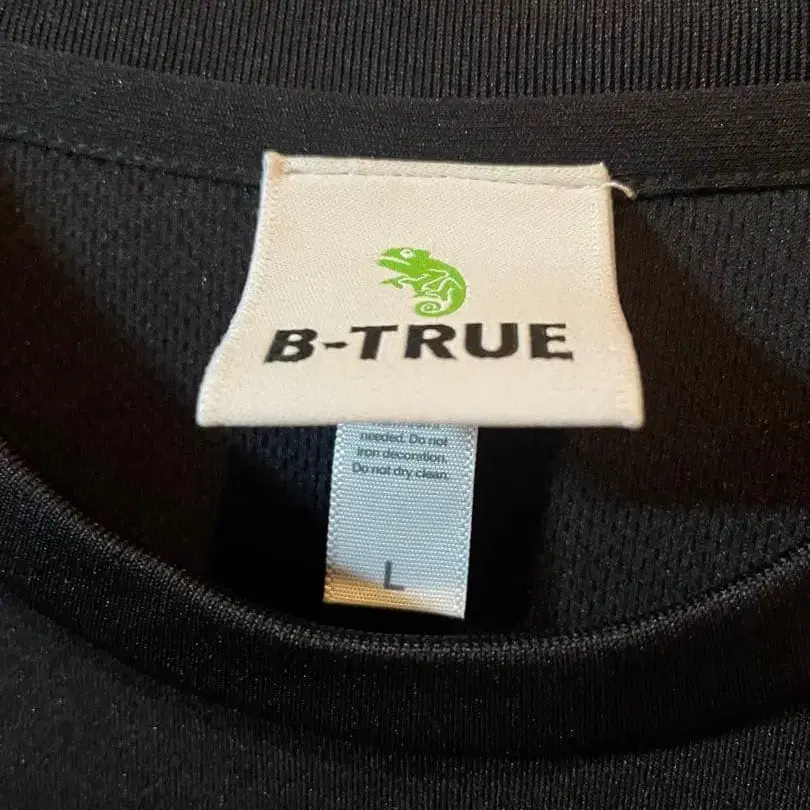 B-TRUE
needed. Do not
iron decoration.
Do not dry clean.
L